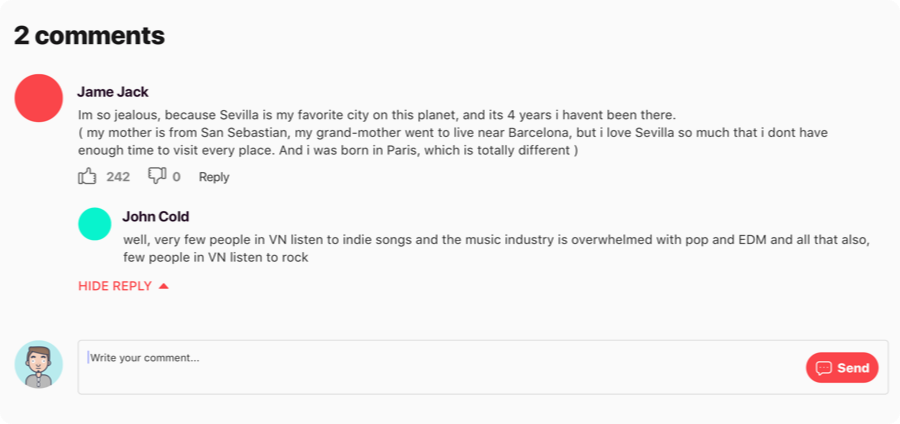 2 comments
Jame Jack
Im so jealous, because Sevilla is my favorite city on this planet, and its 4 years i havent been there.
( my mother is from San Sebastian, my grand-mother went to live near Barcelona, but i love Sevilla so much that i dont have
enough time to visit every place. And i was born in Paris, which is totally different )
242 0 Reply
John Cold
well, very few people in VN listen to indie songs and the music industry is overwhelmed with pop and EDM and all that also,
few people in VN listen to rock
HIDE REPLY
Write your comment...
Send